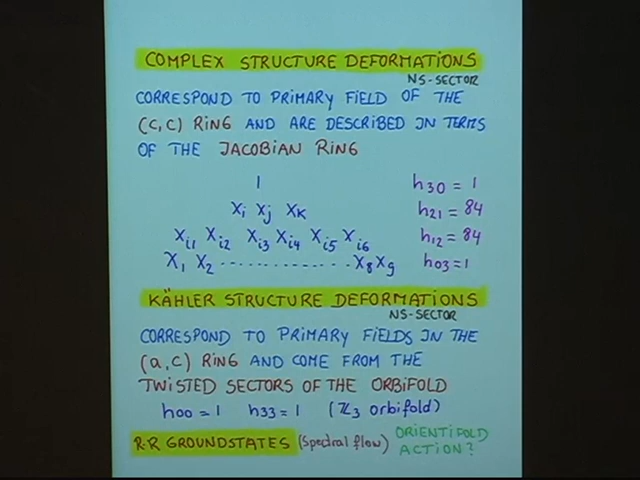 COMPLEX STRUCTURE DEFORMATIONS
NS-SECTOR
CORRESPOND TO PRIMARY FIELD OF THE
(c,c) RING AND ARE DESCRIBED IN TERMS
OF THE JACOBIAN RING
1 h30 = 1
Xi Xj XK h21 = 84
Xi1 Xi2 Xi3 Xi4 Xi5 Xi6 h12 = 84
X1 X2 ................... X8 X9 h03 = 1
KÄHLER STRUCTURE DEFORMATIONS
NS-SECTOR
CORRESPOND TO PRIMARY FIELDS IN THE
(a,c) RING AND COME FROM THE
TWISTED SECTORS OF THE ORBIFOLD
h00 = 1 h33 = 1 (ℤ3 orbifold)
R-R GROUNDSTATES (spectral flow) ORIENTIFOLD
ACTION?